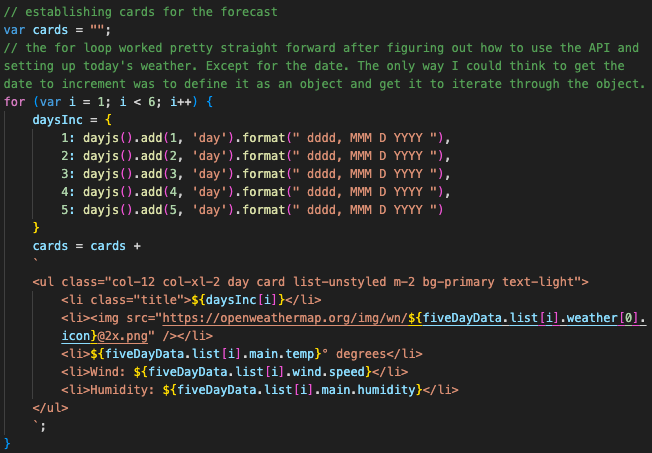 // establishing cards for the forecast
var cards = "";
// the for loop worked pretty straight forward after figuring out how to use the API and
setting up today's weather. Except for the date. The only way I could think to get the
date to increment was to define it as an object and get it to iterate through the object.
for (var i = 1; i < 6; i++) {
    daysInc = {
        1: dayjs().add(1, 'day').format(" dddd, MMM D YYYY "),
        2: dayjs().add(2, 'day').format(" dddd, MMM D YYYY "),
        3: dayjs().add(3, 'day').format(" dddd, MMM D YYYY "),
        4: dayjs().add(4, 'day').format(" dddd, MMM D YYYY "),
        5: dayjs().add(5, 'day').format(" dddd, MMM D YYYY ")
    }
    cards = cards +
    `
    <ul class="col-12 col-xl-2 day card list-unstyled m-2 bg-primary text-light">
        <li class="title">${daysInc[i]}</li>
        <li><img src="https://openweathermap.org/img/wn/${fiveDayData.list[i].weather[0].
        icon}@2x.png" /></li>
        <li>${fiveDayData.list[i].main.temp}° degrees</li>
        <li>Wind: ${fiveDayData.list[i].wind.speed}</li>
        <li>Humidity: ${fiveDayData.list[i].main.humidity}</li>
    </ul>
    `;
}